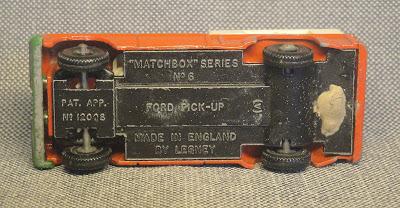 "MATCHBOX" SERIES
Nº 6
PAT. APP.
Nº 12008
FORD PICK-UP
MADE IN ENGLAND
BY LESNEY